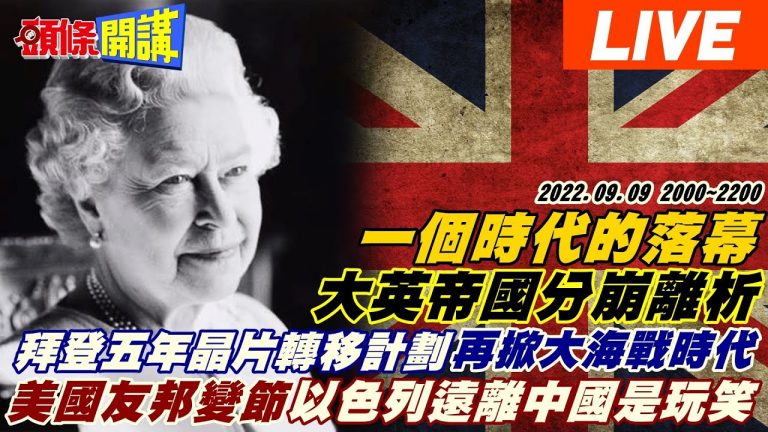 頭條開講
LIVE
2022.09.09 2000~2200
一個時代的落幕
大英帝國分崩離析
拜登五年晶片轉移計劃 再掀大海戰時代
美國友邦變節 以色列遠離中國是玩笑